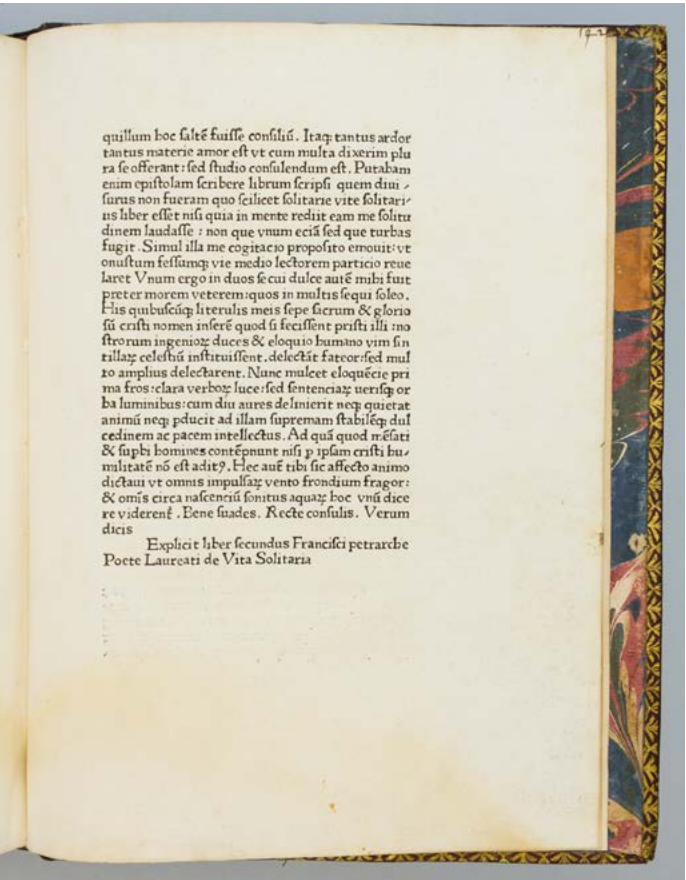 142
quillum hoc saltē fuisse consiliū. Itaq; tantus ardor
tantus materie amor est vt cum multa dixerim plu
ra se offerant: sed studio consulendum est. Putabam
enim epistolam scribere librum scripsi quem diui⸗
surus non fueram quo scilicet solitarie vite solitari⸗
us liber esset nisi quia in mente rediit eam me solitu
dinem laudasse : non que vnum eciā sed que turbas
fugit. Simul illa me cogitacio proposito emouit: vt
onustum fessumq; vie medio lectorem particio reue
laret Vnum ergo in duos secui dulce autē mihi fuit
preter morem veterem: quos in multis sequi soleo.
His quibuscūq; literulis meis sepe sacrum & glorio
sū cristi nomen inserē quod si fecissent pristi illi : no
strorum ingenioꝝ duces & eloquio humano vim sin
tillaꝝ celestiū instituissent. delectāt fateor: sed mul
to amplius delectarent. Nunc mulcet eloquēcie pri
ma fros: clara verboꝝ luce: sed sentenciaꝝ uerisq; or
ba luminibus: cum diu aures delinierit neq; quietat
animū neq; pducit ad illam supremam stabilēq; dul
cedinem ac pacem intellectus. Ad quā quod mēsati
& supbi homines contēpnunt nisi p ipsam cristi hu⸗
militatē nō est aditꝰ. Hec autē tibi sic affecto animo
dictaui vt omnis impulsaꝝ vento frondium fragor:
& omīs circa nascenciū sonitus aquaꝝ hoc vnū dice
re viderent̄. Bene suades. Recte consulis. Verum
dicis
Explicit liber secundus Francisci petrarche
Poete Laureati de Vita Solitaria